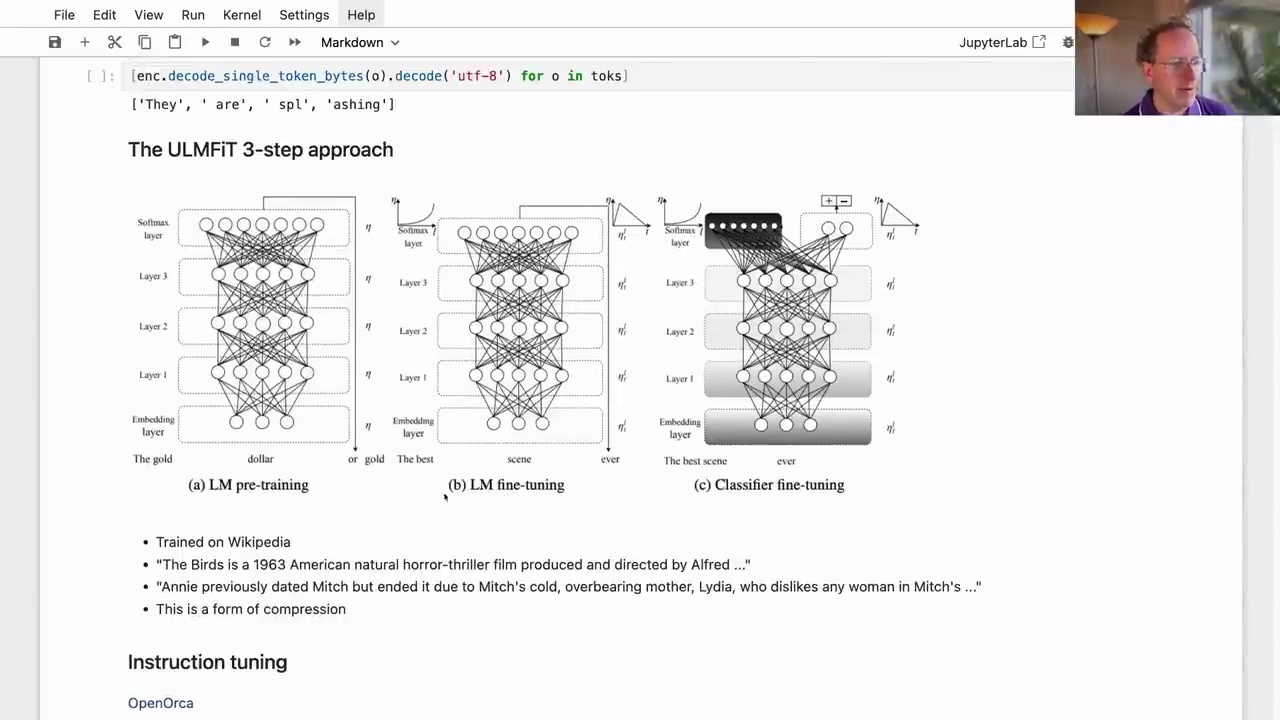 File Edit View Run Kernel Settings Help
Markdown
JupyterLab
[ ]: [enc.decode_single_token_bytes(o).decode('utf-8') for o in toks]
['They', ' are', ' spl', 'ashing']
The ULMFiT 3-step approach
Softmax layer η
Layer 3 η
Layer 2 η
Layer 1 η
Embedding layer η
The gold dollar or gold
(a) LM pre-training
Softmax layer
Layer 3
Layer 2
Layer 1
Embedding layer
The best scene ever
(b) LM fine-tuning
+ −
Softmax layer
Layer 3
Layer 2
Layer 1
Embedding layer
The best scene ever
(c) Classifier fine-tuning
• Trained on Wikipedia
• "The Birds is a 1963 American natural horror-thriller film produced and directed by Alfred ..."
• "Annie previously dated Mitch but ended it due to Mitch's cold, overbearing mother, Lydia, who dislikes any woman in Mitch's ..."
• This is a form of compression
Instruction tuning
OpenOrca